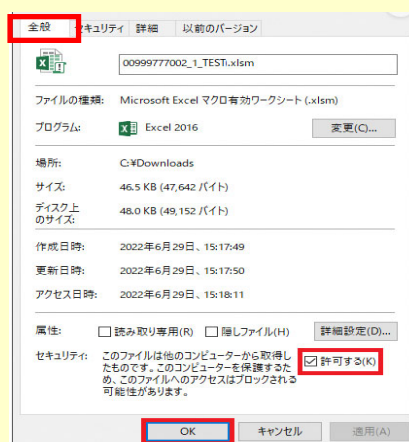 全般 セキュリティ 詳細 以前のバージョン
00999777002_1_TESTi.xlsm
ファイルの種類: Microsoft Excel マクロ有効ワークシート (.xlsm)
プログラム: Excel 2016 変更(C)...
場所: C:¥Downloads
サイズ: 46.5 KB (47,642 バイト)
ディスク上
のサイズ: 48.0 KB (49,152 バイト)
作成日時: 2022年6月29日、15:17:49
更新日時: 2022年6月29日、15:17:50
アクセス日時: 2022年6月29日、15:18:11
属性: 読み取り専用(R) 隠しファイル(H) 詳細設定(D)...
セキュリティ: このファイルは他のコンピューターから取得し
たものです。このコンピューターを保護するた
め、このファイルへのアクセスはブロックされる
可能性があります。
許可する(K)
OK キャンセル 適用(A)